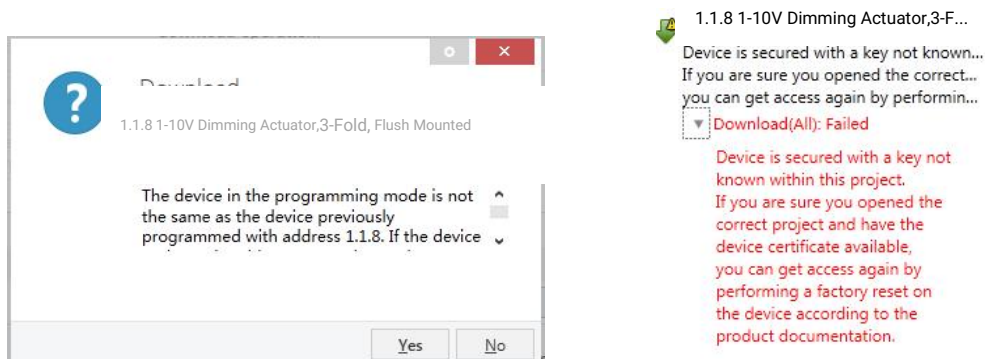 Download
1.1.8 1-10V Dimming Actuator,3-Fold, Flush Mounted
The device in the programming mode is not
the same as the device previously
programmed with address 1.1.8. If the device
Yes
No
1.1.8 1-10V Dimming Actuator,3-F...
Device is secured with a key not known...
If you are sure you opened the correct...
you can get access again by performin...
Download(All): Failed
Device is secured with a key not
known within this project.
If you are sure you opened the
correct project and have the
device certificate available,
you can get access again by
performing a factory reset on
the device according to the
product documentation.